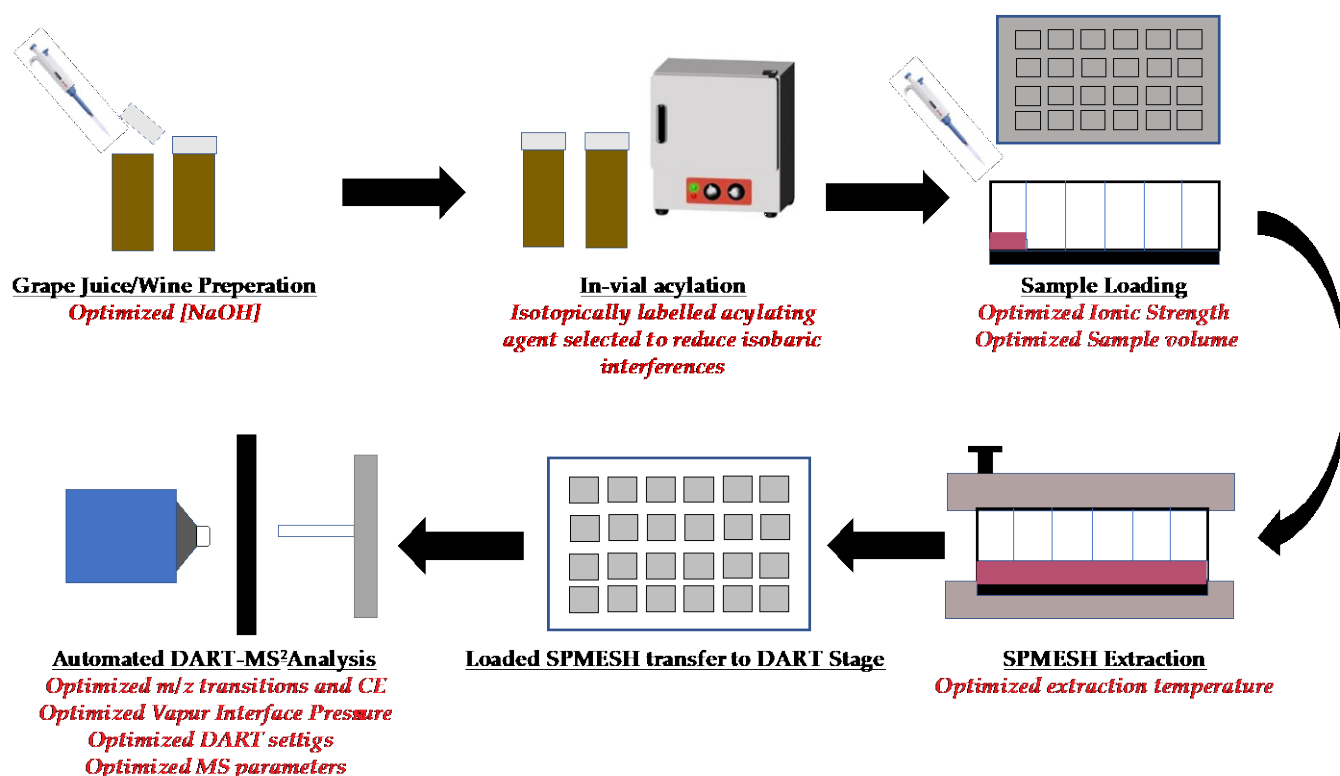 Grape Juice/Wine Preperation
Optimized [NaOH]
In-vial acylation
Isotopically labelled acylating
agent selected to reduce isobaric
interferences
Sample Loading
Optimized Ionic Strength
Optimized Sample volume
Automated DART-MS²Analysis
Optimized m/z transitions and CE
Optimized Vapur Interface Pressure
Optimized DART settigs
Optimized MS parameters
Loaded SPMESH transfer to DART Stage
SPMESH Extraction
Optimized extraction temperature